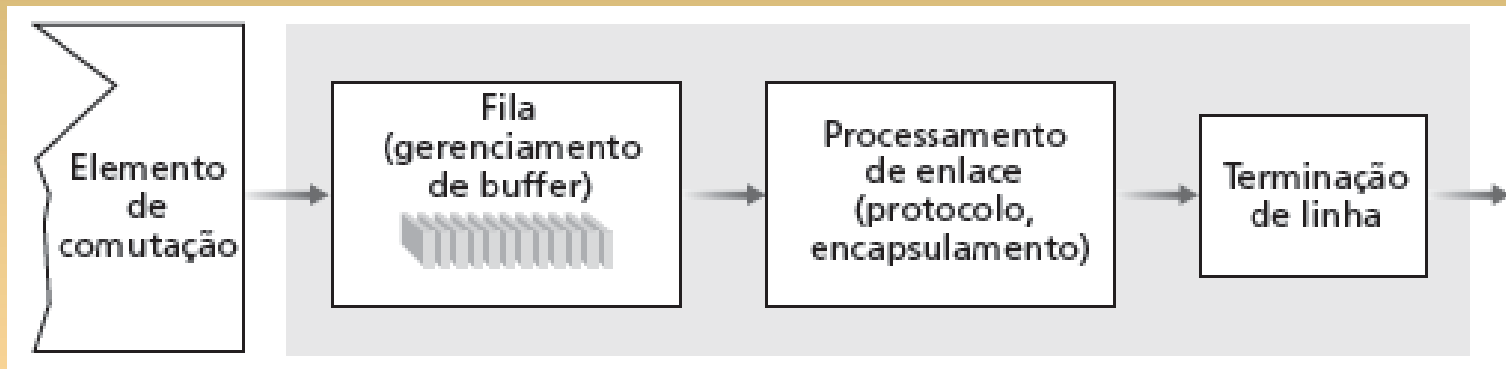 Elemento
de
comutação
Fila
(gerenciamento
de buffer)
Processamento
de enlace
(protocolo,
encapsulamento)
Terminação
de linha